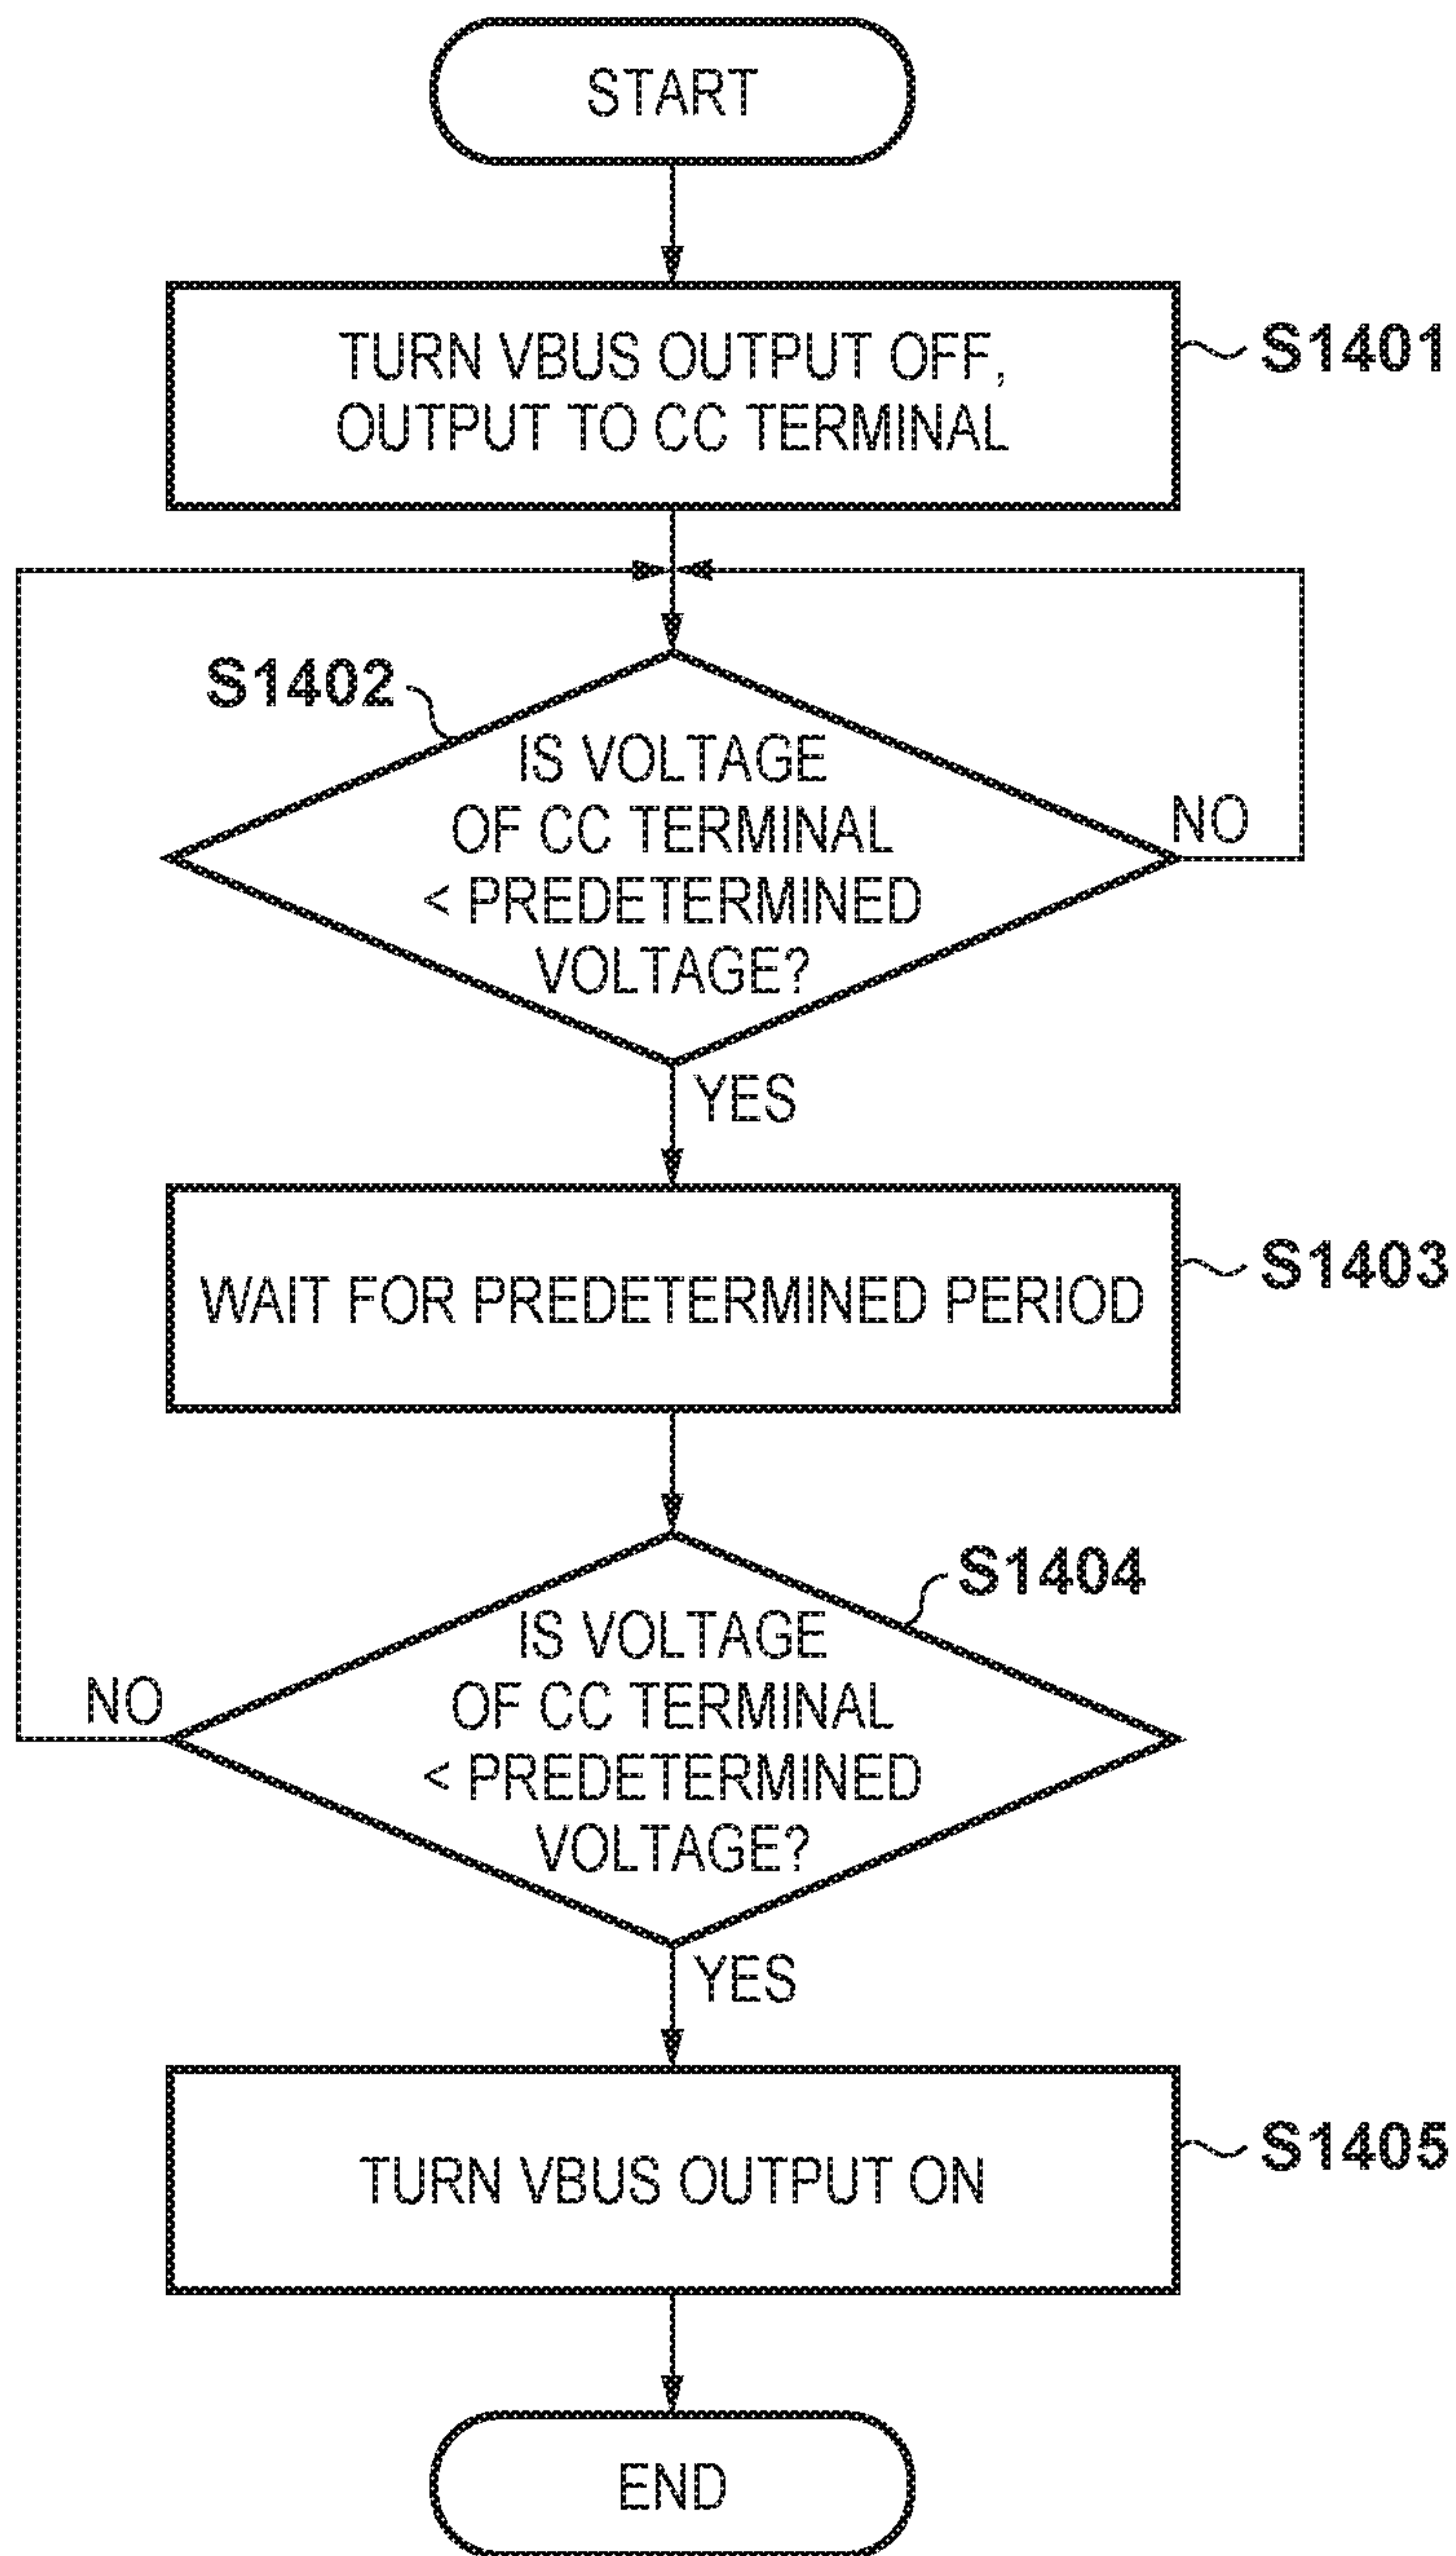 START
TURN VBUS OUTPUT OFF,
OUTPUT TO CC TERMINAL
S1401
S1402
IS VOLTAGE
OF CC TERMINAL
< PREDETERMINED
VOLTAGE?
NO
YES
WAIT FOR PREDETERMINED PERIOD
S1403
S1404
IS VOLTAGE
OF CC TERMINAL
< PREDETERMINED
VOLTAGE?
NO
YES
TURN VBUS OUTPUT ON
S1405
END